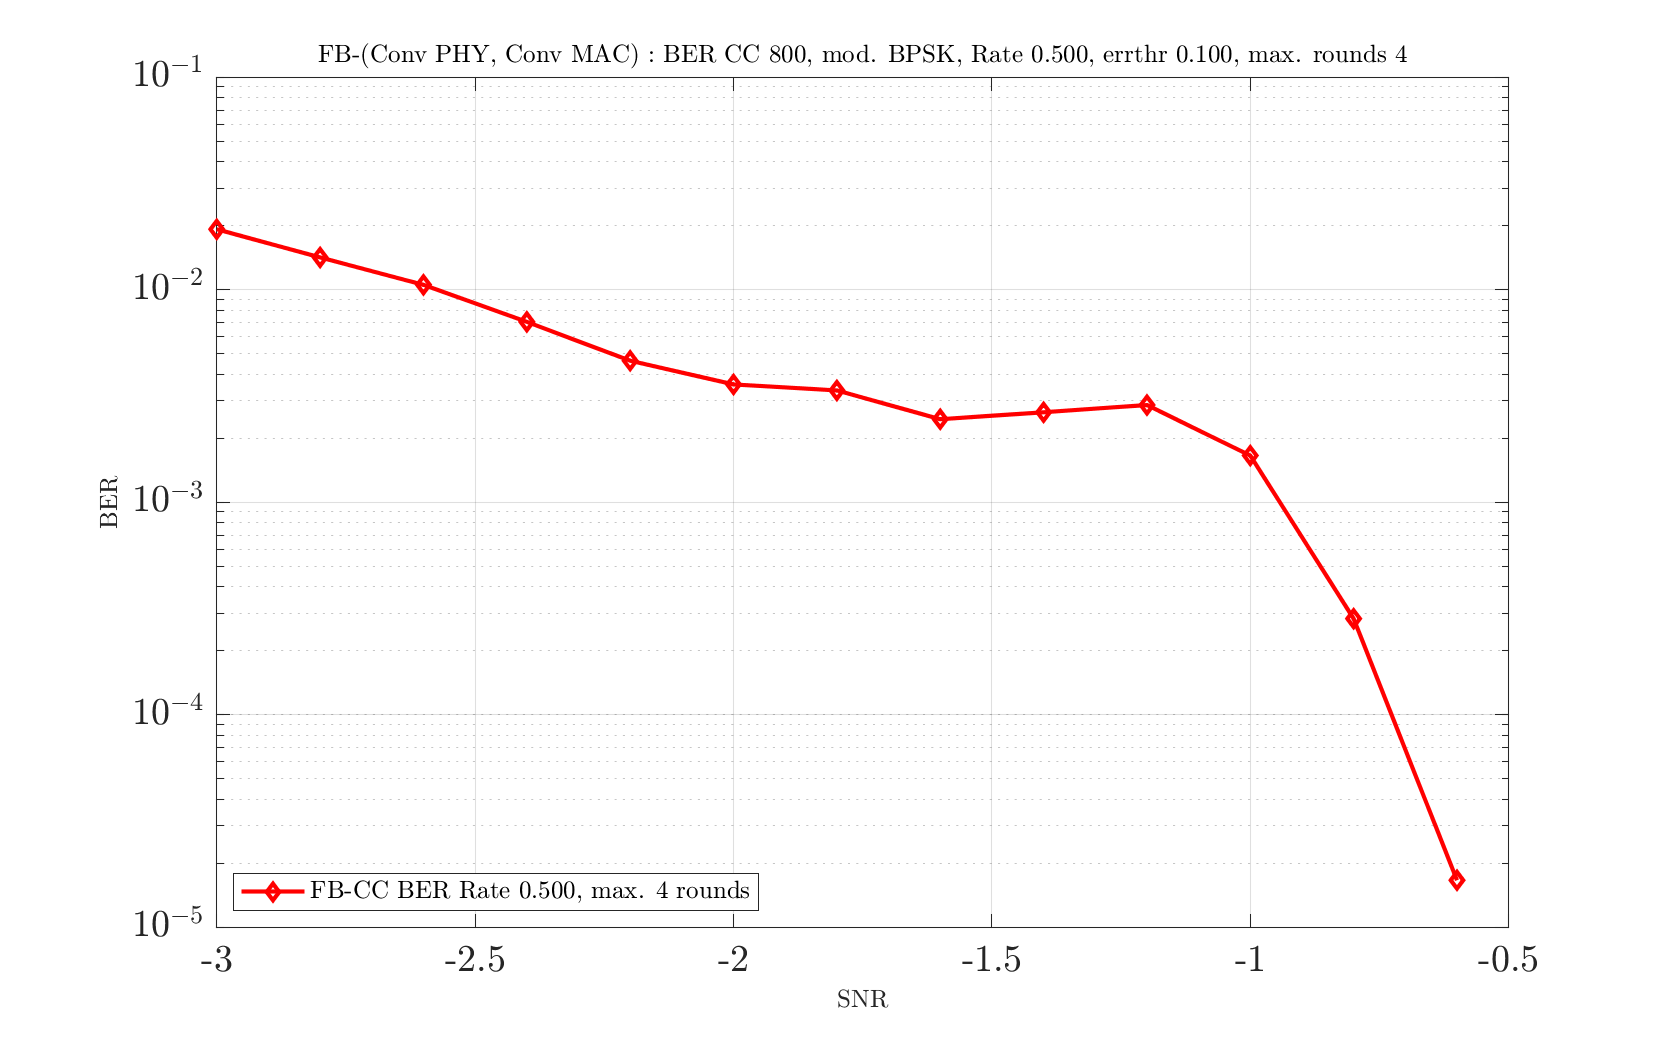 FB-(Conv PHY, Conv MAC) : BER CC 800, mod. BPSK, Rate 0.500, errthr 0.100, max. rounds 4
10^{-1}
10^{-2}
10^{-3}
10^{-4}
10^{-5}
BER
FB-CC BER Rate 0.500, max. 4 rounds
-3 -2.5 -2 -1.5 -1 -0.5
SNR